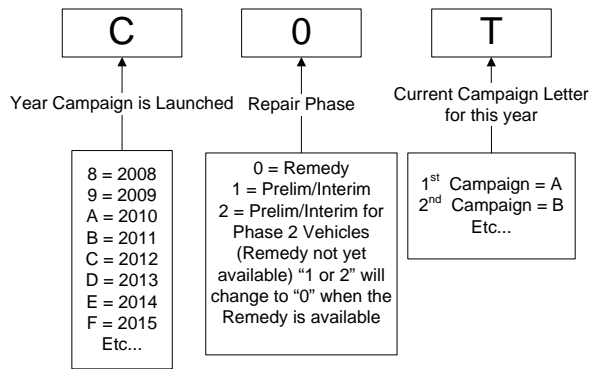 C
0
T
Year Campaign is Launched
Repair Phase
Current Campaign Letter
for this year
8 = 2008
9 = 2009
A = 2010
B = 2011
C = 2012
D = 2013
E = 2014
F = 2015
Etc...
0 = Remedy
1 = Prelim/Interim
2 = Prelim/Interim for
Phase 2 Vehicles
(Remedy not yet
available) “1 or 2” will
change to “0” when the
Remedy is available
1st Campaign = A
2nd Campaign = B
Etc...